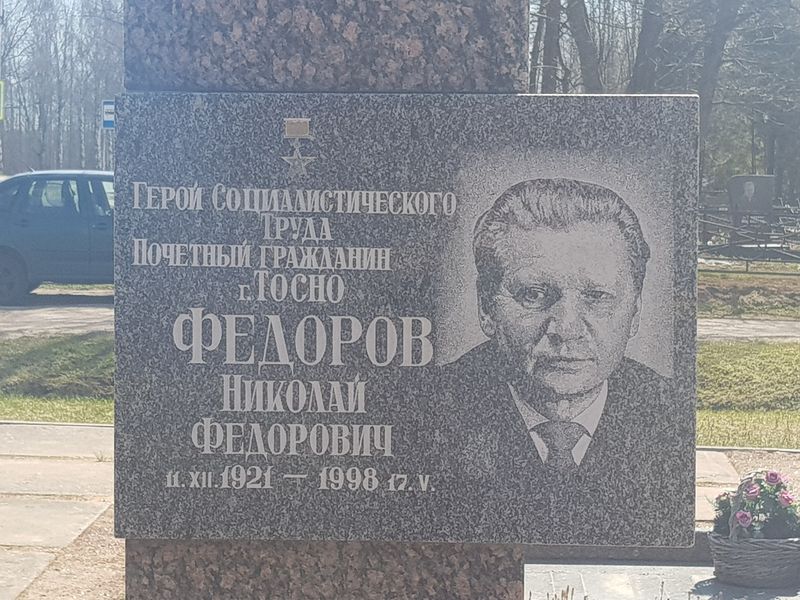 Герой Социалистического
Труда
Почетный гражданин
г. Тосно
ФЕДОРОВ
Николай
Федорович
11. XII. 1921 — 1998 17. V.